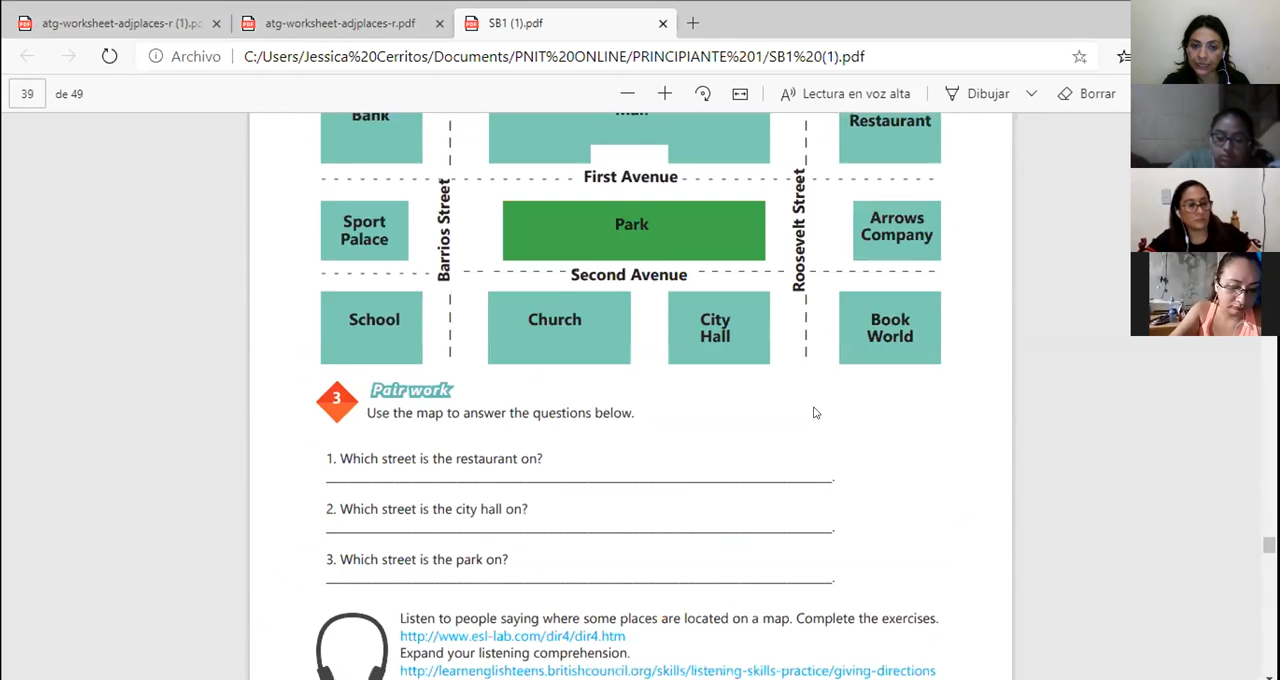 atg-worksheet-adjplaces-r (1).pc
atg-worksheet-adjplaces-r.pdf
SB1 (1).pdf
Archivo
C:/Users/Jessica%20Cerritos/Documents/PNIT%20ONLINE/PRINCIPIANTE%201/SB1%20(1).pdf
39
de 49
Lectura en voz alta
Dibujar
Borrar
Bank
Mall
Restaurant
First Avenue
Barrios Street
Roosevelt Street
Sport
Palace
Park
Arrows
Company
Second Avenue
School
Church
City
Hall
Book
World
3
Pair work
Use the map to answer the questions below.
1. Which street is the restaurant on?
2. Which street is the city hall on?
3. Which street is the park on?
Listen to people saying where some places are located on a map. Complete the exercises.
http://www.esl-lab.com/dir4/dir4.htm
Expand your listening comprehension.
http://learnenglishteens.britishcouncil.org/skills/listening-skills-practice/giving-directions